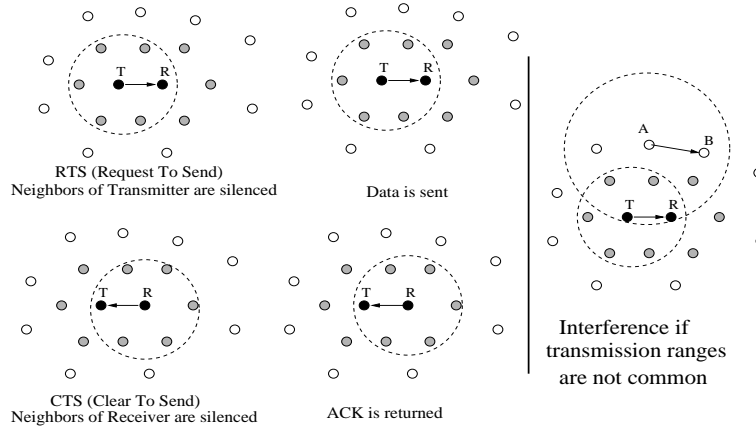 T R
RTS (Request To Send)
Neighbors of Transmitter are silenced
T R
Data is sent
T R
CTS (Clear To Send)
Neighbors of Receiver are silenced
T R
ACK is returned
A B
T R
Interference if
transmission ranges
are not common